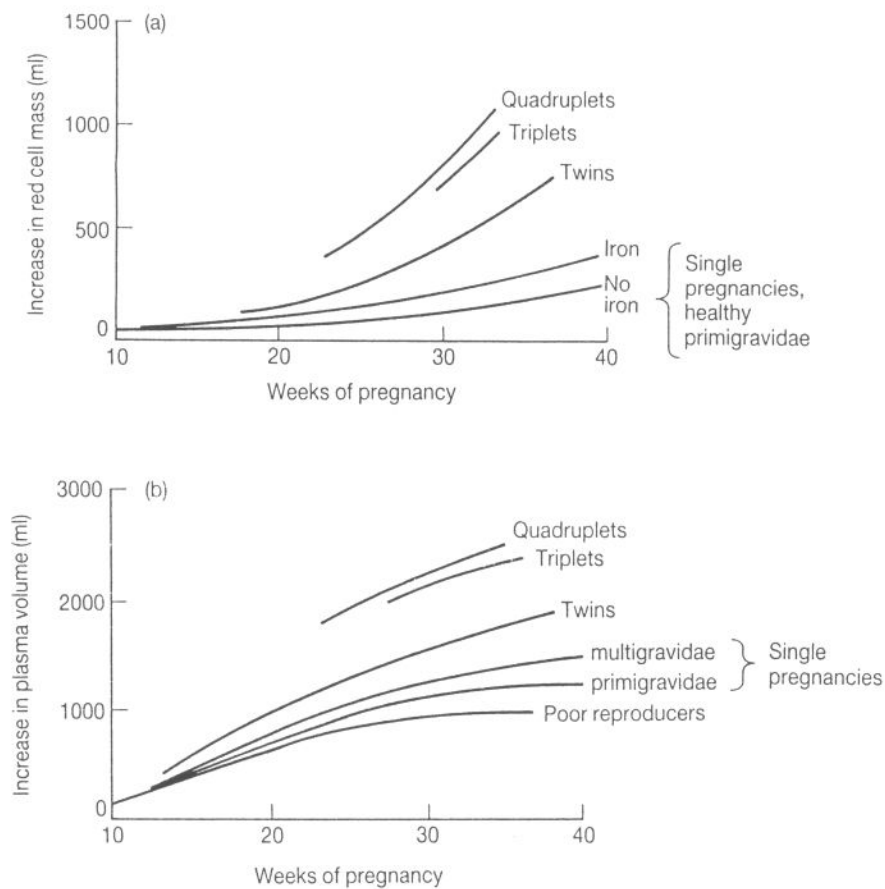 (a)
Increase in red cell mass (ml)
1500
1000
500
0
10
20
30
40
Weeks of pregnancy
Quadruplets
Triplets
Twins
Iron
No
iron
Single
pregnancies,
healthy
primigravidae
(b)
Increase in plasma volume (ml)
3000
2000
1000
0
10
20
30
40
Weeks of pregnancy
Quadruplets
Triplets
Twins
multigravidae
primigravidae
Single
pregnancies
Poor reproducers